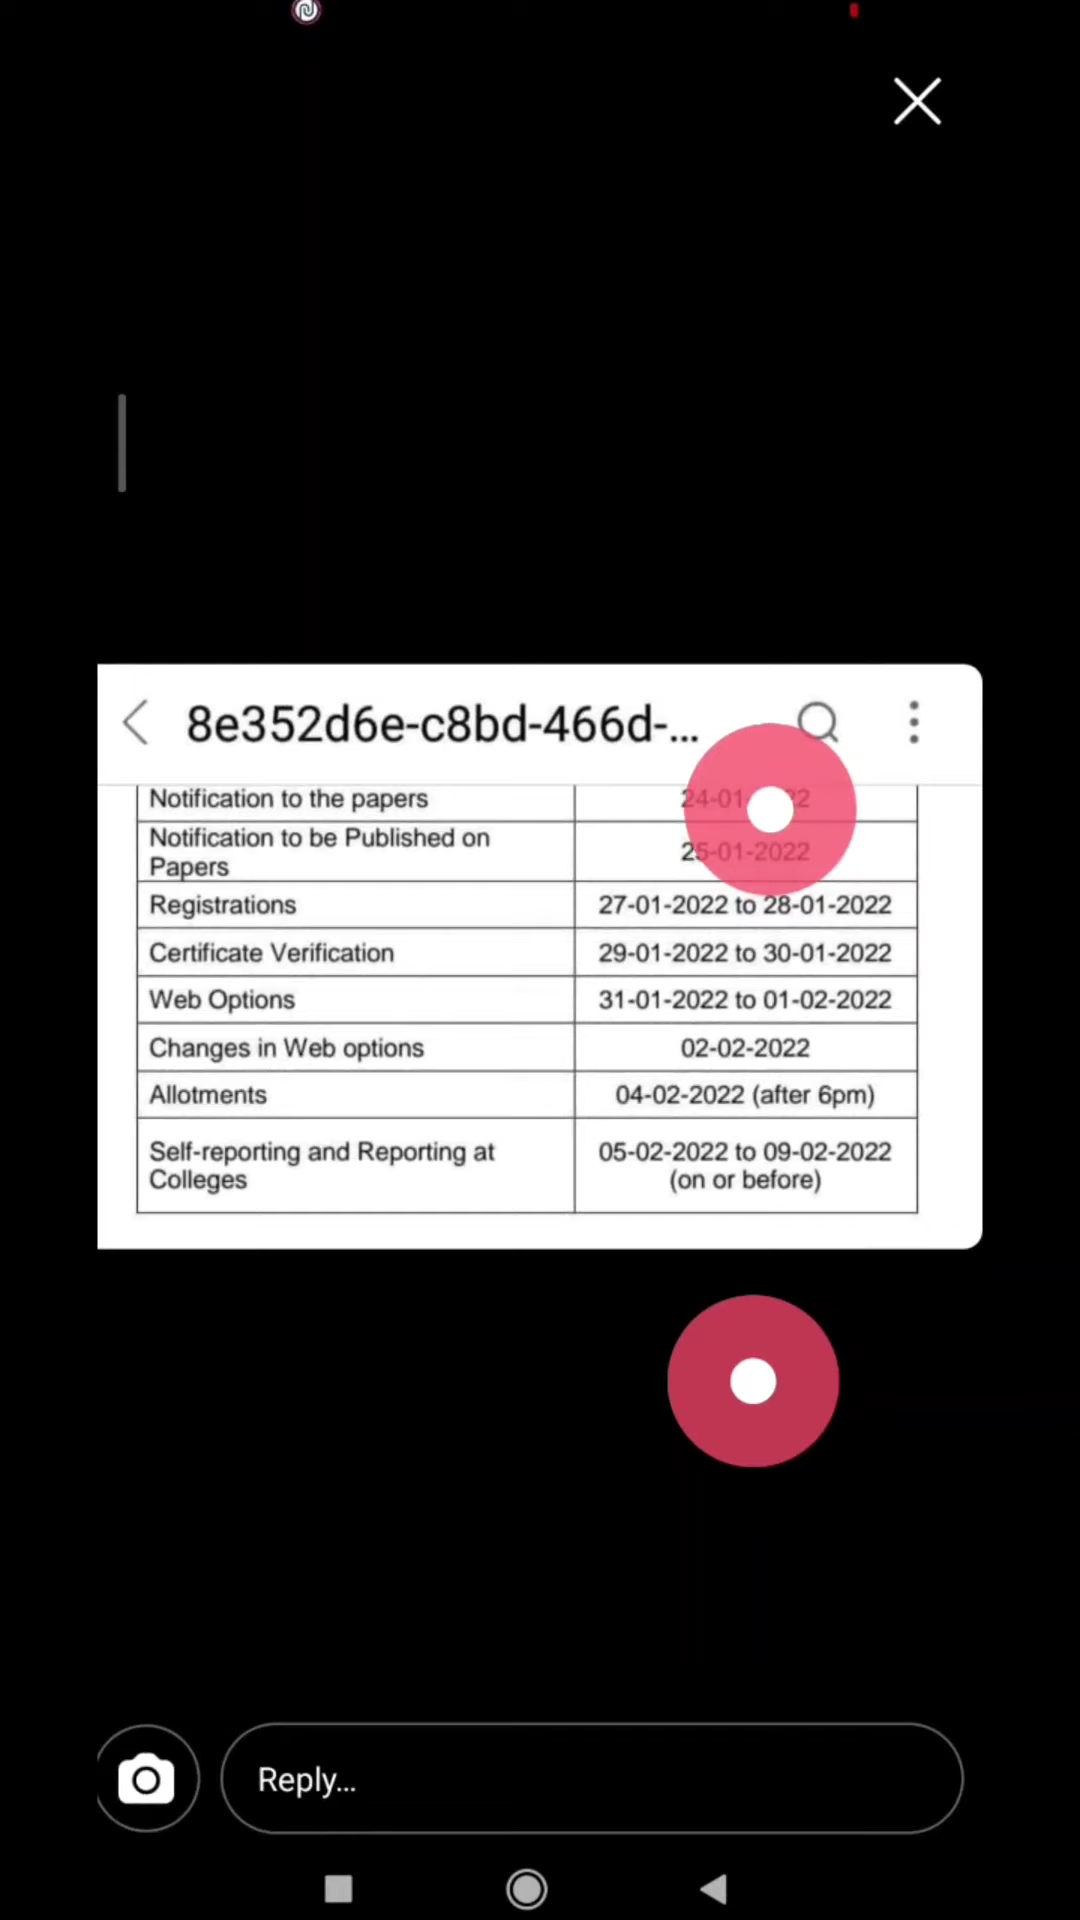 8e352d6e-c8bd-466d-...
Notification to the papers 24-01-2022
Notification to be Published on
Papers 25-01-2022
Registrations 27-01-2022 to 28-01-2022
Certificate Verification 29-01-2022 to 30-01-2022
Web Options 31-01-2022 to 01-02-2022
Changes in Web options 02-02-2022
Allotments 04-02-2022 (after 6pm)
Self-reporting and Reporting at 05-02-2022 to 09-02-2022
Colleges (on or before)
Reply...